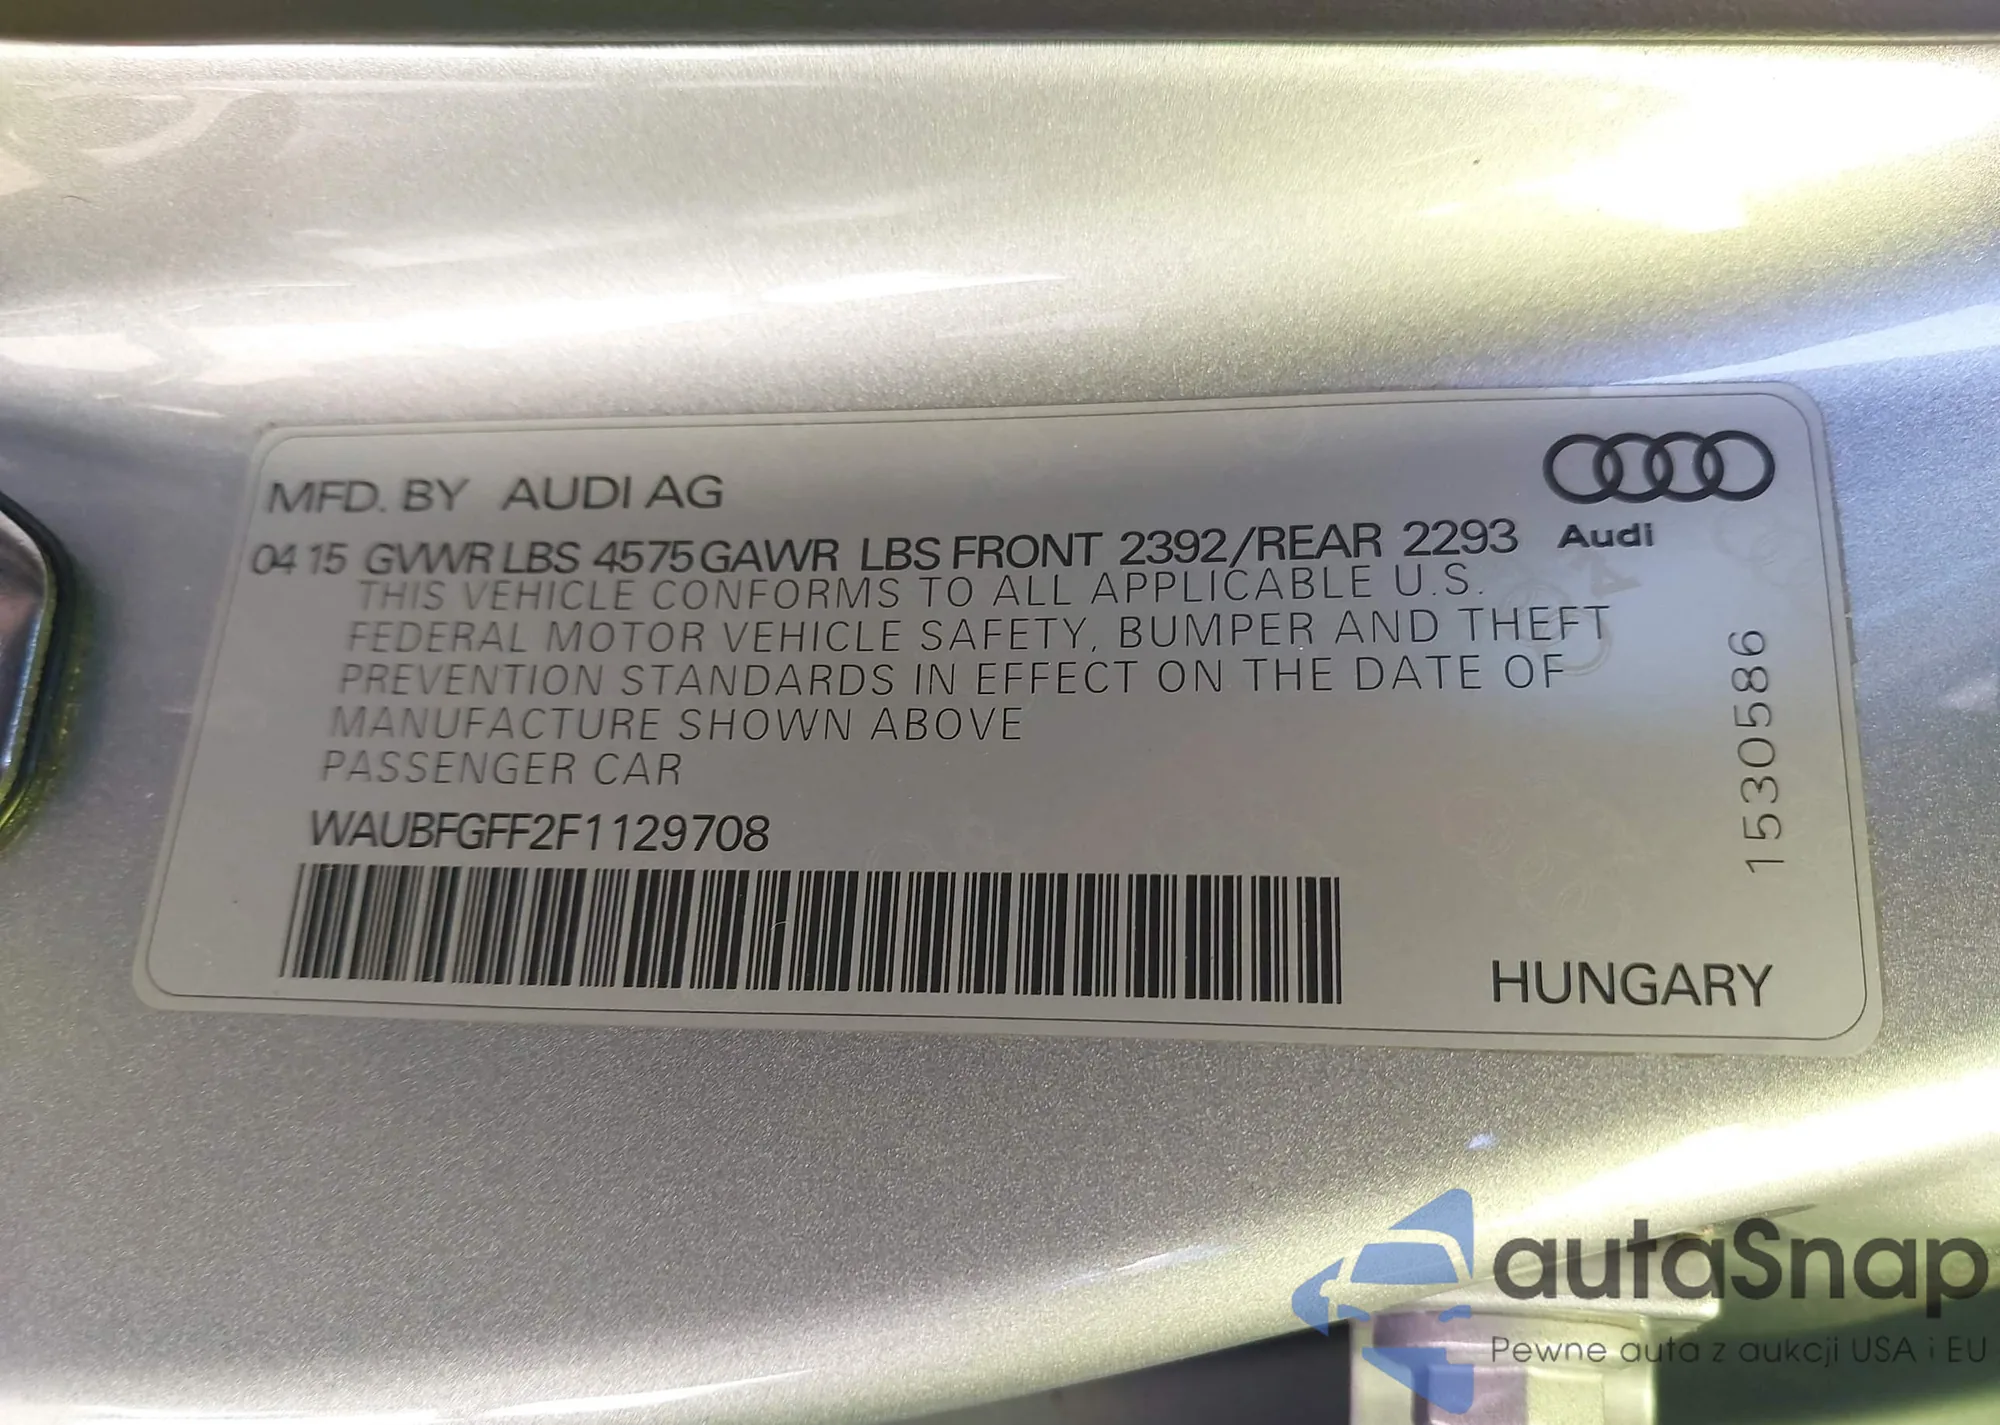 MFD. BY AUDI AG
Audi
04 15 GVWR LBS 4575 GAWR LBS FRONT 2392/REAR 2293
THIS VEHICLE CONFORMS TO ALL APPLICABLE U.S.
FEDERAL MOTOR VEHICLE SAFETY, BUMPER AND THEFT
PREVENTION STANDARDS IN EFFECT ON THE DATE OF
MANUFACTURE SHOWN ABOVE
PASSENGER CAR
WAUBFGFF2F1129708
1530586
HUNGARY
autaSnap
Pewne auta z aukcji USA i EU